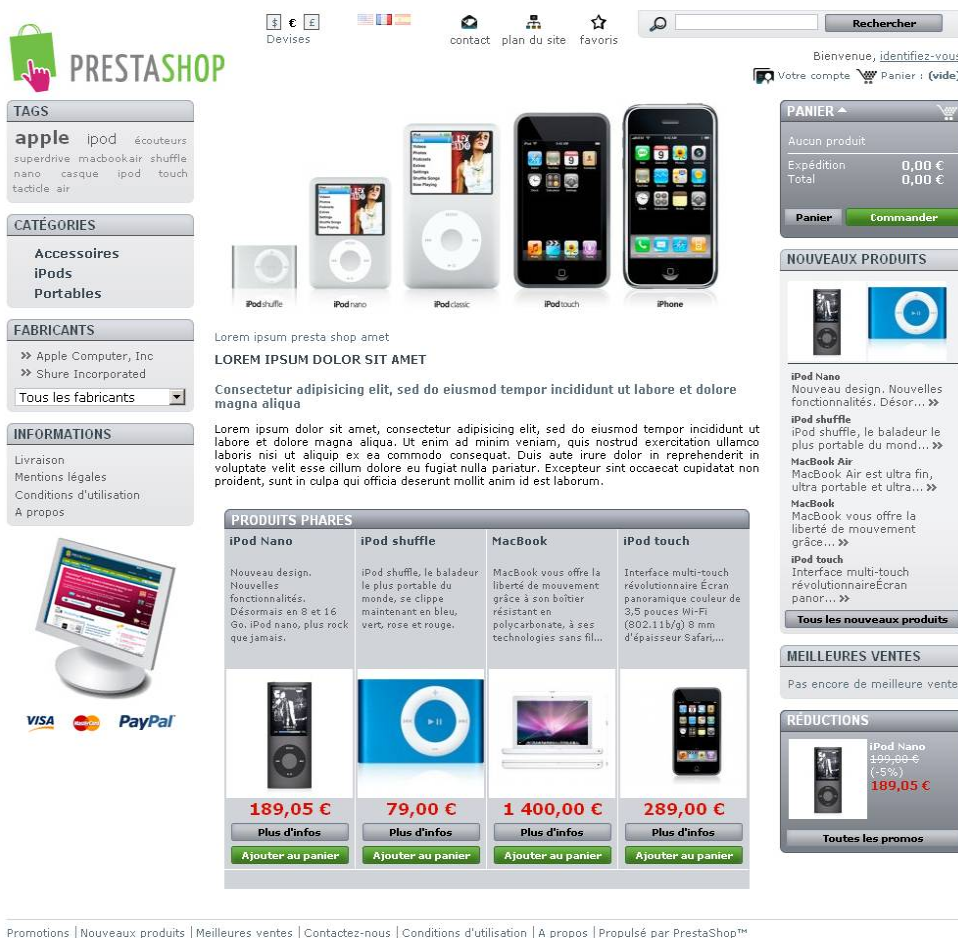 $ € £
Devises
contact plan du site favoris
Rechercher
PRESTASHOP
Bienvenue, identifiez-vous
Votre compte Panier : (vide)
TAGS
apple ipod écouteurs
superdrive macbookair shuffle
nano casque ipod touch
tacticle air
CATÉGORIES
Accessoires
iPods
Portables
FABRICANTS
Apple Computer, Inc
Shure Incorporated
Tous les fabricants
INFORMATIONS
Livraison
Mentions légales
Conditions d'utilisation
A propos
VISA MasterCard PayPal
iPod shuffle iPod nano iPod classic iPod touch iPhone
Lorem ipsum presta shop amet
LOREM IPSUM DOLOR SIT AMET
Consectetur adipisicing elit, sed do eiusmod tempor incididunt ut labore et dolore
magna aliqua
Lorem ipsum dolor sit amet, consectetur adipisicing elit, sed do eiusmod tempor incididunt ut
labore et dolore magna aliqua. Ut enim ad minim veniam, quis nostrud exercitation ullamco
laboris nisi ut aliquip ex ea commodo consequat. Duis aute irure dolor in reprehenderit in
voluptate velit esse cillum dolore eu fugiat nulla pariatur. Excepteur sint occaecat cupidatat non
proident, sunt in culpa qui officia deserunt mollit anim id est laborum.
PRODUITS PHARES
iPod Nano
Nouveau design.
Nouvelles
fonctionnalités.
Désormais en 8 et 16
Go. iPod nano, plus rock
que jamais.
189,05 €
Plus d'infos
Ajouter au panier
iPod shuffle
iPod shuffle, le baladeur
le plus portable du
monde, se clippe
maintenant en bleu,
vert, rose et rouge.
79,00 €
Plus d'infos
Ajouter au panier
MacBook
MacBook vous offre la
liberté de mouvement
grâce à son boîtier
résistant en
polycarbonate, à ses
technologies sans fil...
1 400,00 €
Plus d'infos
Ajouter au panier
iPod touch
Interface multi-touch
révolutionnaire Écran
panoramique couleur de
3,5 pouces Wi-Fi
(802.11b/g) 8 mm
d'épaisseur Safari,...
289,00 €
Plus d'infos
Ajouter au panier
PANIER
Aucun produit
Expédition 0,00 €
Total 0,00 €
Panier Commander
NOUVEAUX PRODUITS
iPod Nano
Nouveau design. Nouvelles
fonctionnalités. Désor...
iPod shuffle
iPod shuffle, le baladeur le
plus portable du mond...
MacBook Air
MacBook Air est ultra fin,
ultra portable et ultra...
MacBook
MacBook vous offre la
liberté de mouvement
grâce...
iPod touch
Interface multi-touch
révolutionnaireÉcran
panor...
Tous les nouveaux produits
MEILLEURES VENTES
Pas encore de meilleure vente
RÉDUCTIONS
iPod Nano
199,00 €
(-5%)
189,05 €
Toutes les promos
Promotions | Nouveaux produits | Meilleures ventes | Contactez-nous | Conditions d'utilisation | A propos | Propulsé par PrestaShop™